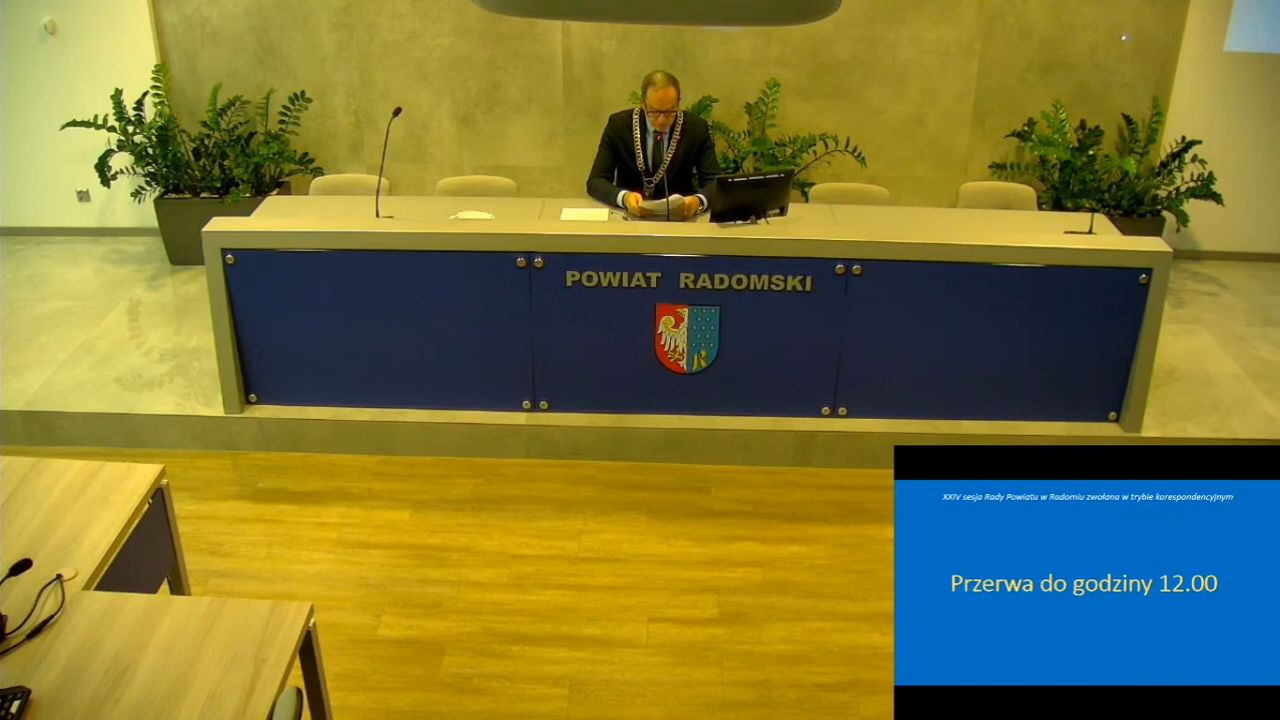 POWIAT RADOMSKI
XXIV sesja Rady Powiatu w Radomiu zwołana w trybie korespondencyjnym
Przerwa do godziny 12.00